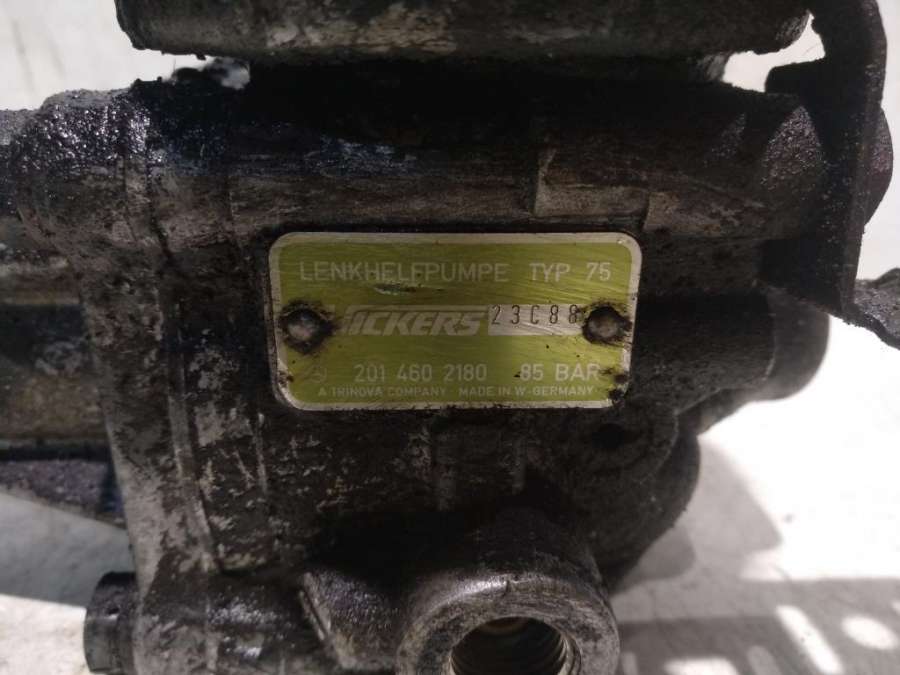 LENKHELFPUMPE TYP 75
VICKERS 23C88
201 460 2180 85 BAR
A TRINOVA COMPANY · MADE IN W-GERMANY